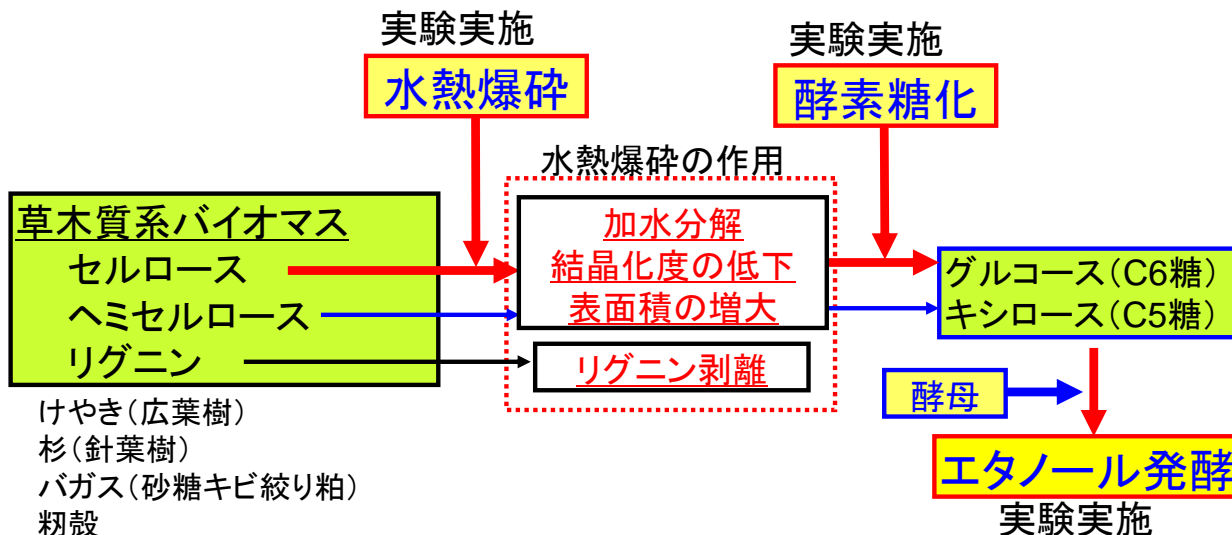 実験実施
水熱爆砕
実験実施
酵素糖化
水熱爆砕の作用
草木質系バイオマス
セルロース
ヘミセルロース
リグニン
加水分解
結晶化度の低下
表面積の増大
リグニン剥離
グルコース（C6糖）
キシロース（C5糖）
酵母
エタノール発酵
実験実施
けやき（広葉樹）
杉（針葉樹）
バガス（砂糖キビ絞り粕）
籾殻